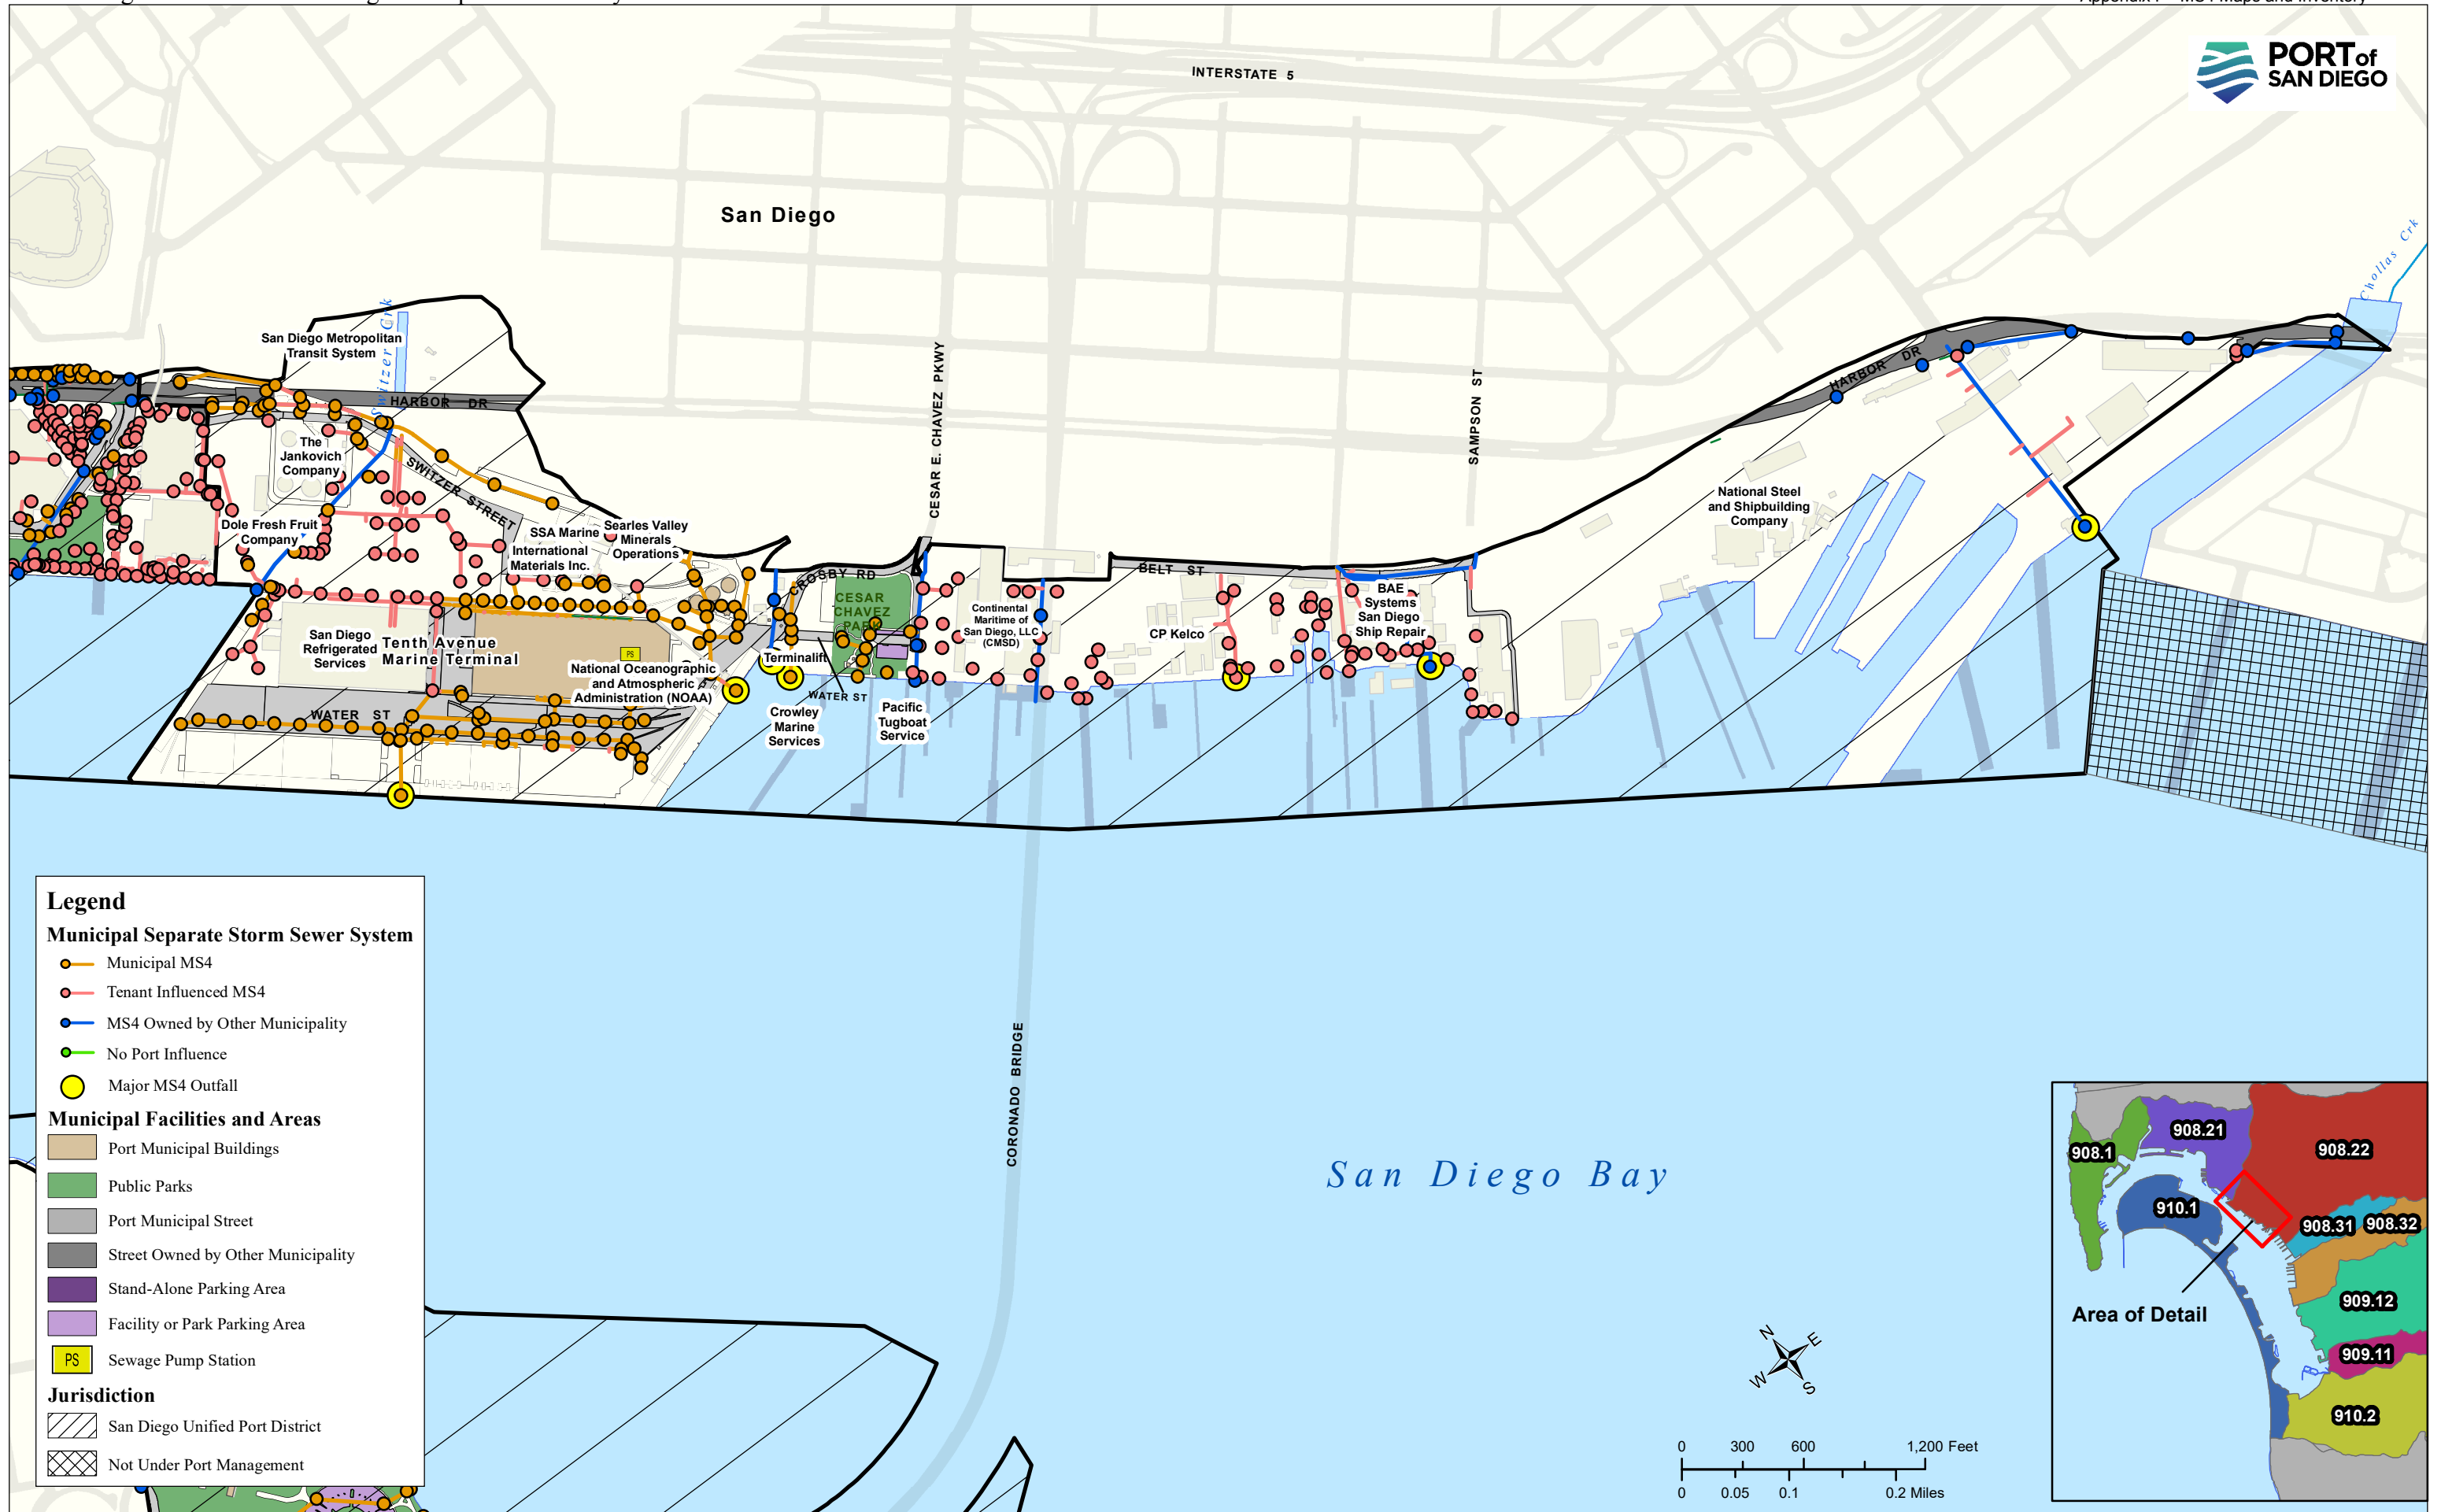 Appendix I – MS4 Maps and Inventory
INTERSTATE 5
PORT of
SAN DIEGO
San Diego
Chollas Crk
San Diego Metropolitan
Transit System
Switzer Crk
HARBOR DR
CESAR E. CHAVEZ PKWY
SAMPSON ST
HARBOR DR
The
Jankovich
Company
SWITZER STREET
Dole Fresh Fruit
Company
SSA Marine
International
Materials Inc.
Searles Valley
Minerals
Operations
National Steel
and Shipbuilding
Company
CROSBY RD
BELT ST
CESAR
CHAVEZ
PARK
Continental
Maritime of
San Diego, LLC
(CMSD)
CP Kelco
BAE
Systems
San Diego
Ship Repair
San Diego
Refrigerated
Services
Tenth Avenue
Marine Terminal
PS
National Oceanographic
and Atmospheric
Administration (NOAA)
Terminalift
WATER ST
WATER ST
Crowley
Marine
Services
Pacific
Tugboat
Service
CORONADO BRIDGE
San Diego Bay
Legend
Municipal Separate Storm Sewer System
Municipal MS4
Tenant Influenced MS4
MS4 Owned by Other Municipality
No Port Influence
Major MS4 Outfall
Municipal Facilities and Areas
Port Municipal Buildings
Public Parks
Port Municipal Street
Street Owned by Other Municipality
Stand-Alone Parking Area
Facility or Park Parking Area
PS Sewage Pump Station
Jurisdiction
San Diego Unified Port District
Not Under Port Management
N
E
W
S
0 300 600 1,200 Feet
0 0.05 0.1 0.2 Miles
908.21
908.1
908.22
910.1
908.31
908.32
909.12
Area of Detail
909.11
910.2